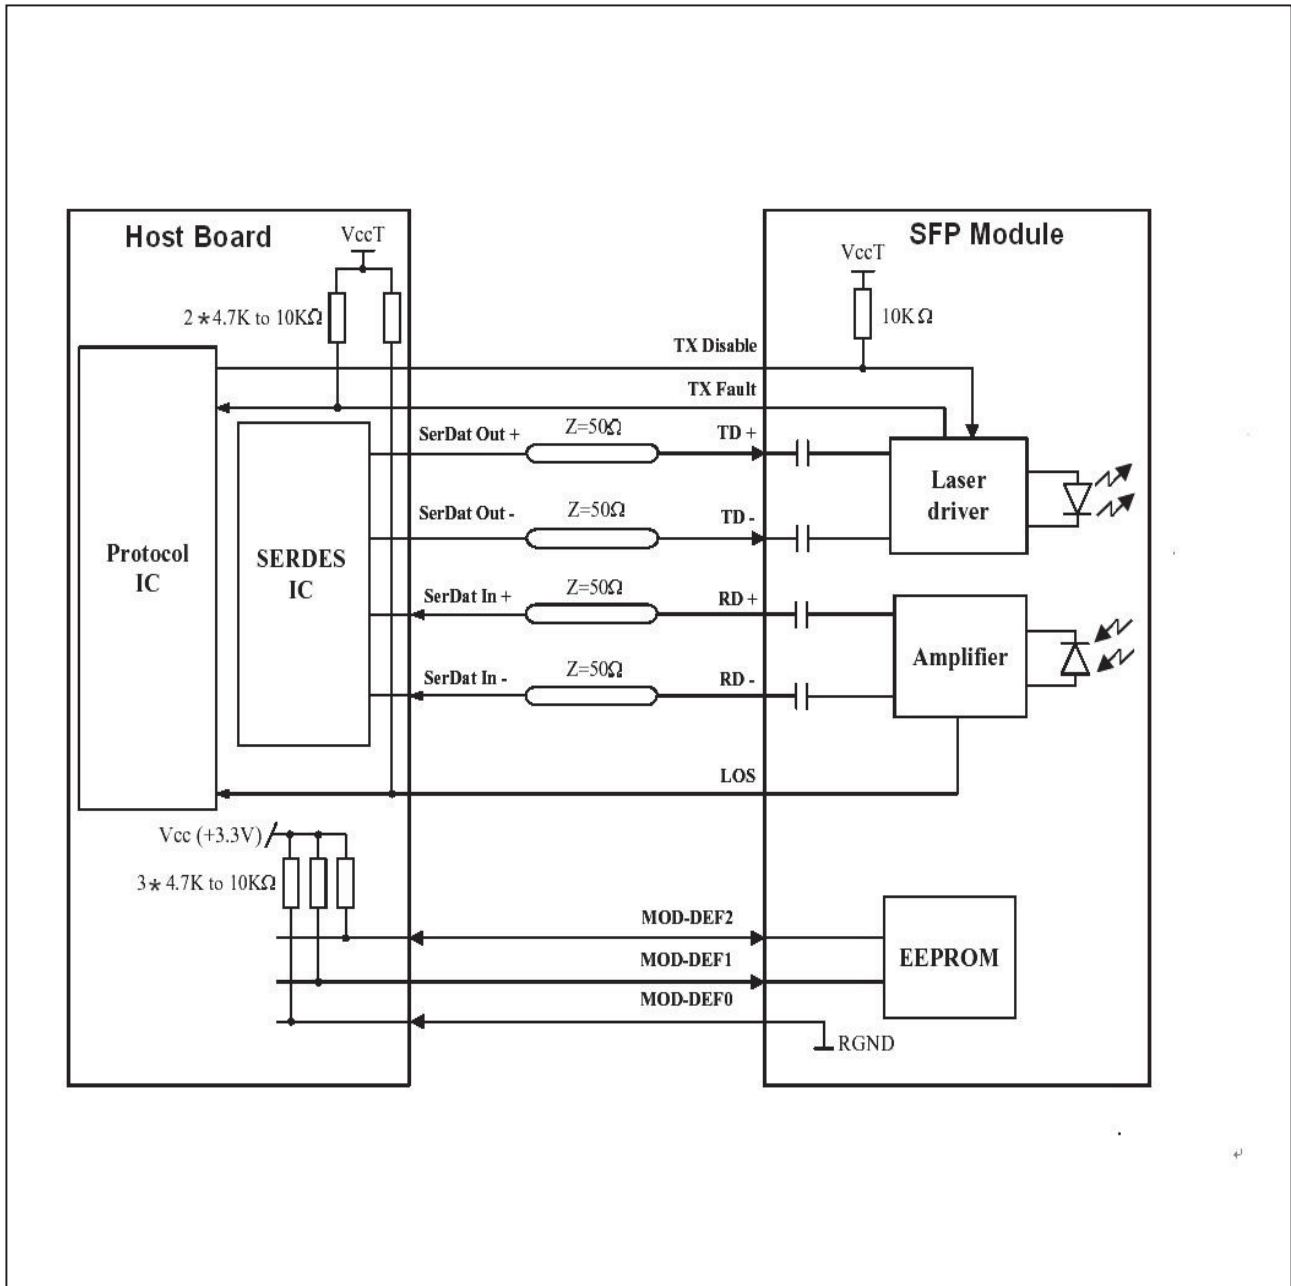 Host Board
SFP Module
VccT
VccT
2*4.7K to 10KΩ
10KΩ
TX Disable
TX Fault
SerDat Out +
Z=50Ω
TD +
SerDat Out -
Z=50Ω
TD -
Laser
driver
Protocol
IC
SERDES
IC
SerDat In +
Z=50Ω
RD +
SerDat In -
Z=50Ω
RD -
Amplifier
LOS
Vcc (+3.3V)
3* 4.7K to 10KΩ
MOD-DEF2
MOD-DEF1
MOD-DEF0
EEPROM
RGND